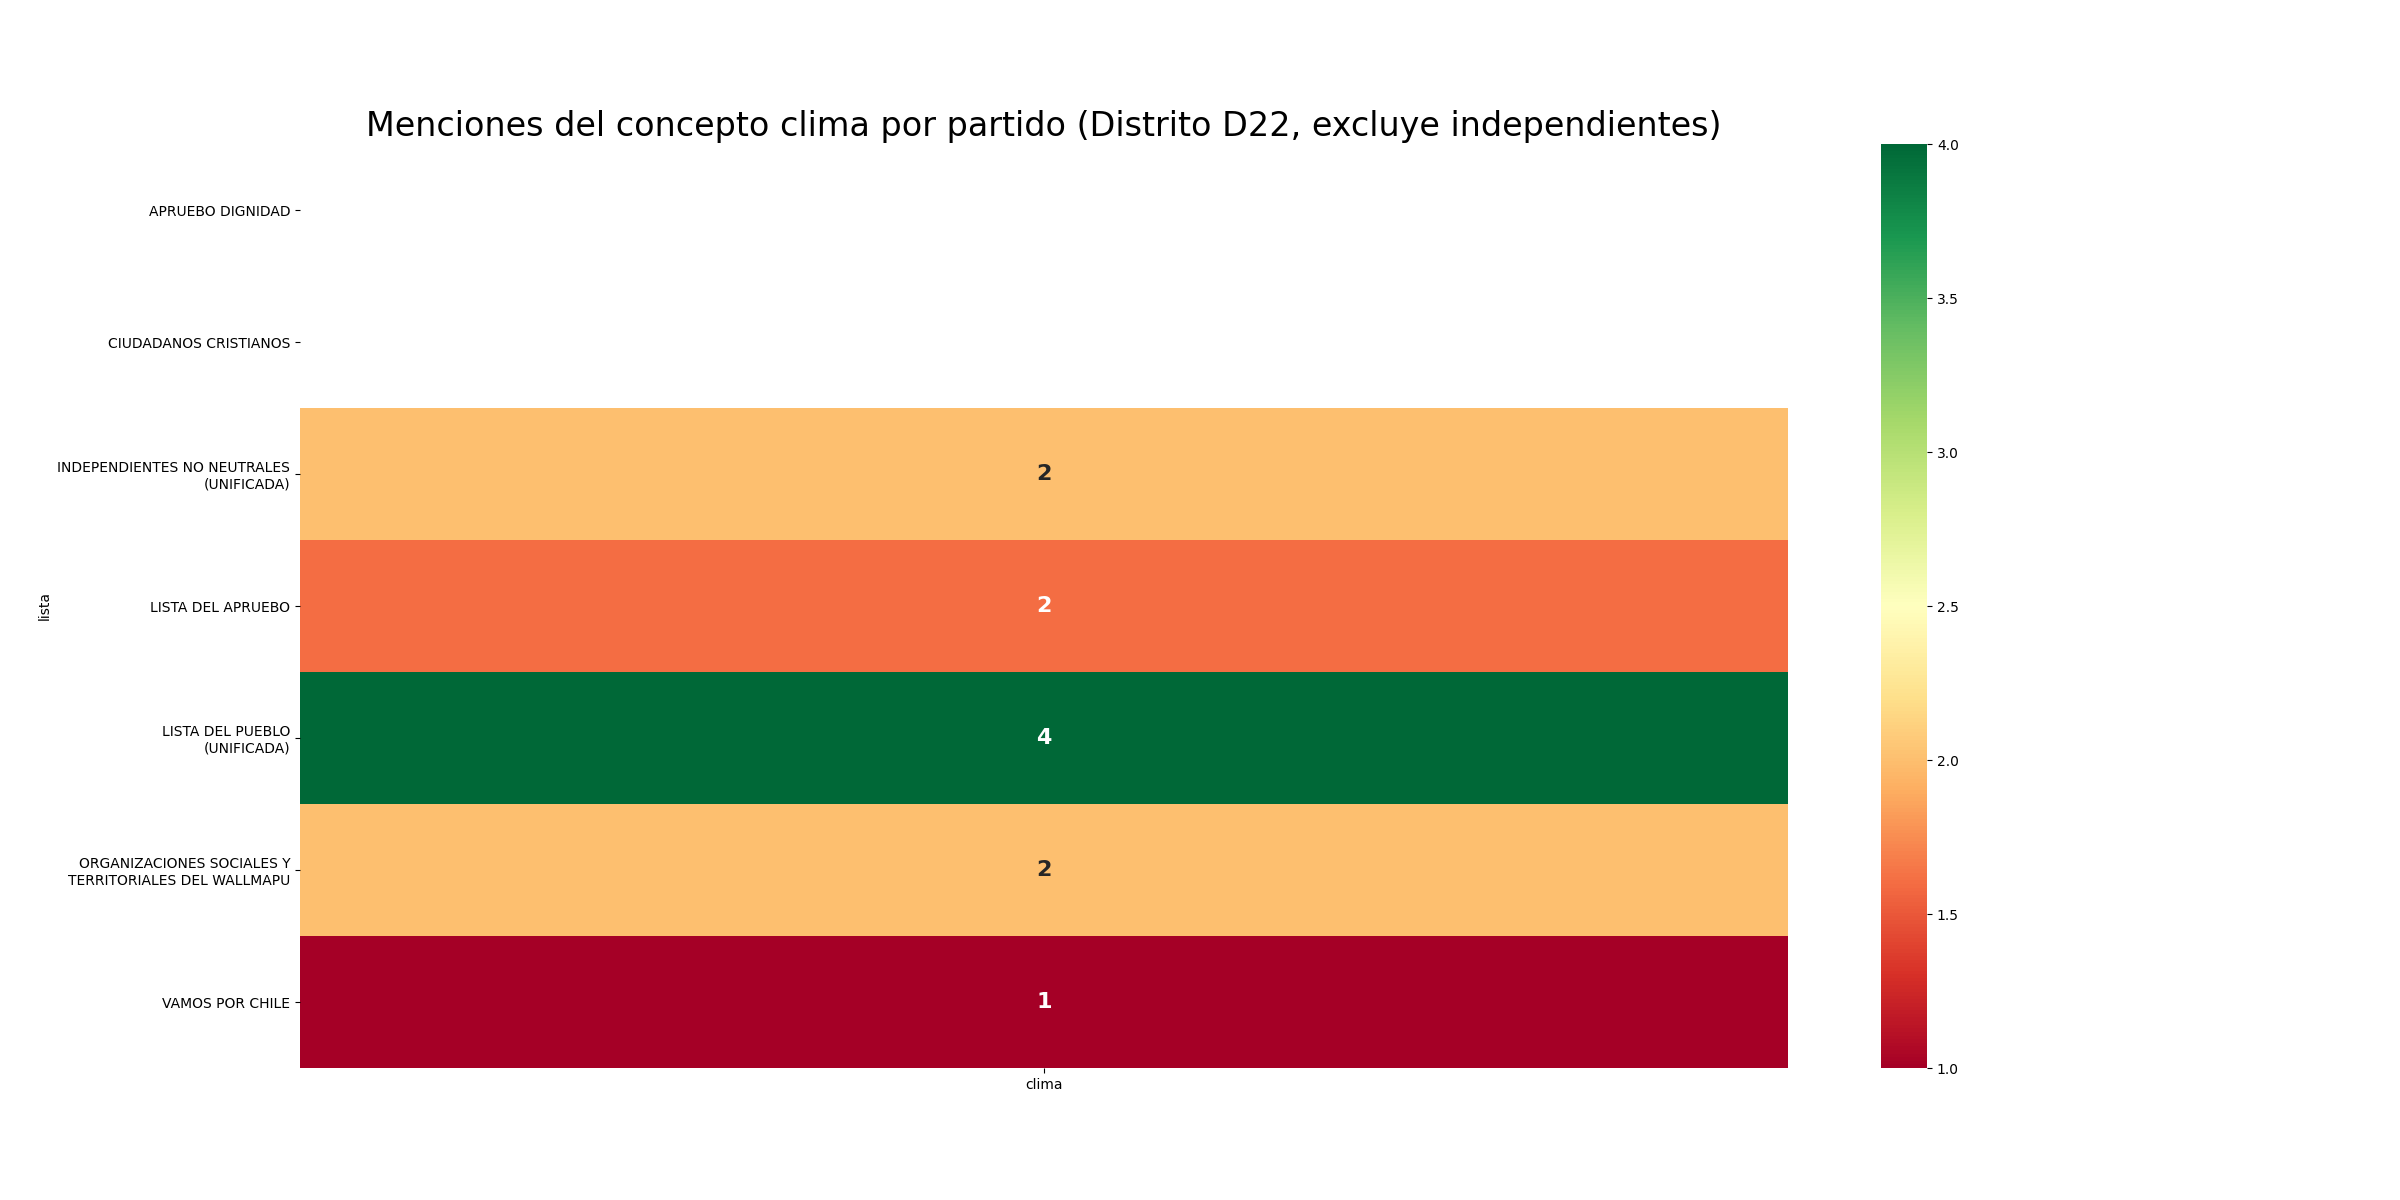 Menciones del concepto clima por partido (Distrito D22, excluye independientes)
lista
APRUEBO DIGNIDAD
CIUDADANOS CRISTIANOS
INDEPENDIENTES NO NEUTRALES
(UNIFICADA)
2
LISTA DEL APRUEBO
2
LISTA DEL PUEBLO
(UNIFICADA)
4
ORGANIZACIONES SOCIALES Y
TERRITORIALES DEL WALLMAPU
2
VAMOS POR CHILE
1
clima
4.0
3.5
3.0
2.5
2.0
1.5
1.0